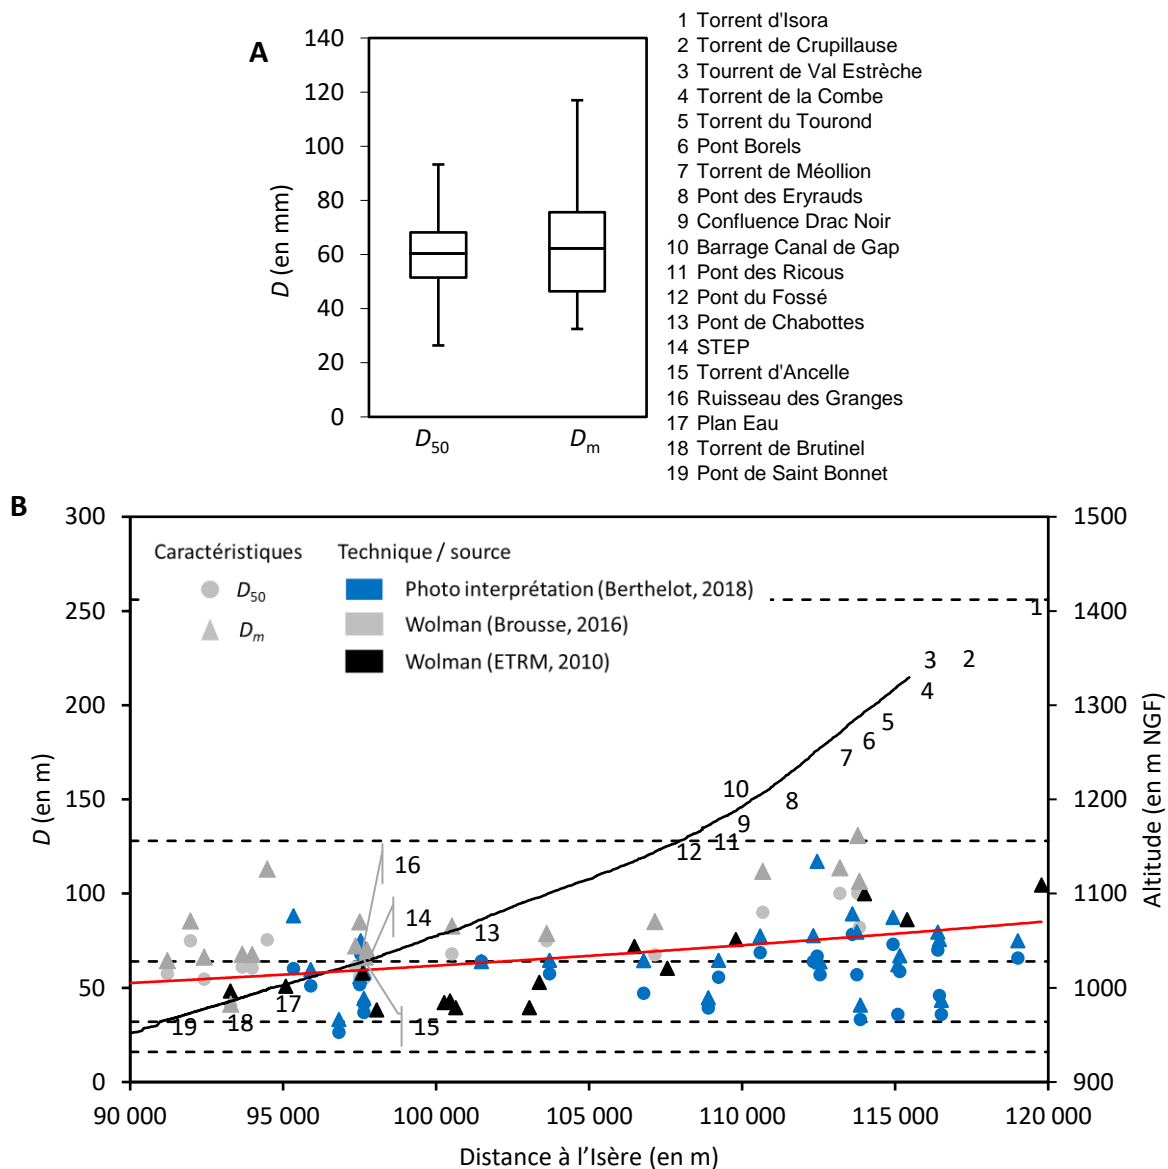 A
140
120
100
80
60
40
20
0
D (en mm)
D50
Dm
1 Torrent d'Isora
2 Torrent de Crupillause
3 Tourrent de Val Estrèche
4 Torrent de la Combe
5 Torrent du Tourond
6 Pont Borels
7 Torrent de Méollion
8 Pont des Eryrauds
9 Confluence Drac Noir
10 Barrage Canal de Gap
11 Pont des Ricous
12 Pont du Fossé
13 Pont de Chabottes
14 STEP
15 Torrent d'Ancelle
16 Ruisseau des Granges
17 Plan Eau
18 Torrent de Brutinel
19 Pont de Saint Bonnet
B
300
250
200
150
100
50
0
D (en m)
Caractéristiques
D50
Dm
Technique / source
Photo interprétation (Berthelot, 2018)
Wolman (Brousse, 2016)
Wolman (ETRM, 2010)
1
2
3
4
5
6
7
8
10
9
11
12
16
14
13
17
15
18
19
1500
1400
1300
1200
1100
1000
900
Altitude (en m NGF)
90 000
95 000
100 000
105 000
110 000
115 000
120 000
Distance à l'Isère (en m)